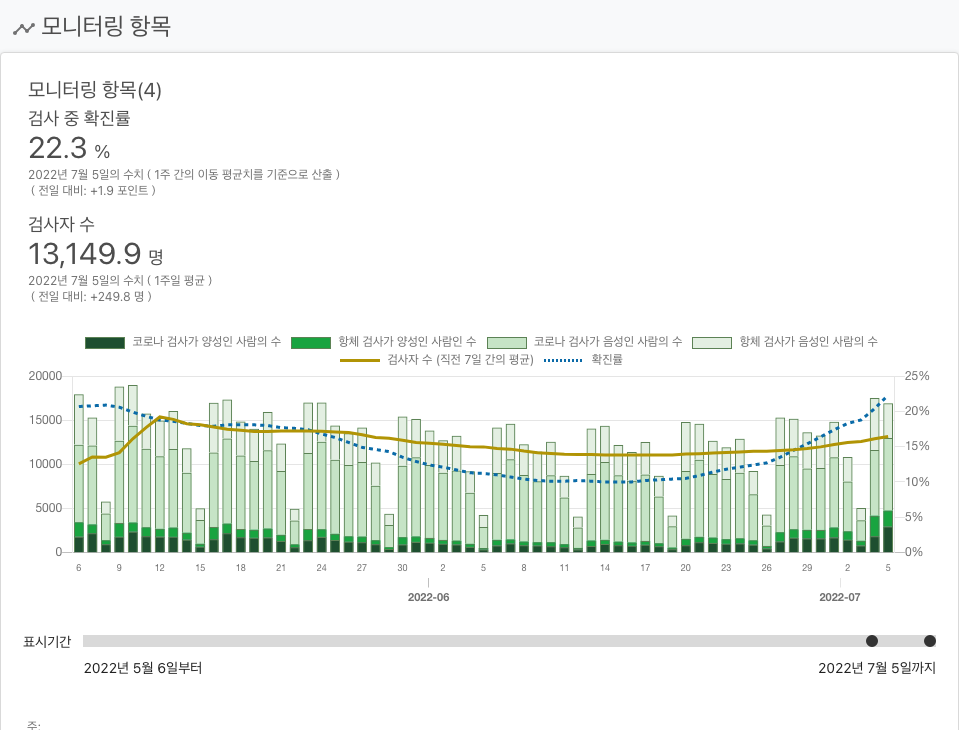 모니터링 항목
모니터링 항목(4)
검사 중 확진률
22.3 %
2022년 7월 5일의 수치 ( 1주 간의 이동 평균치를 기준으로 산출 )
( 전일 대비: +1.9 포인트 )
검사자 수
13,149.9 명
2022년 7월 5일의 수치 ( 1주일 평균 )
( 전일 대비: +249.8 명 )
코로나 검사가 양성인 사람의 수 항체 검사가 양성인 사람인 수 코로나 검사가 음성인 사람의 수 항체 검사가 음성인 사람의 수
검사자 수 (직전 7일 간의 평균) 확진률
20000 25%
20%
15000
15%
10000
10%
5000
5%
0 0%
6 9 12 15 18 21 24 27 30 2 5 8 11 14 17 20 23 26 29 2 5
2022-06 2022-07
표시기간
2022년 5월 6일부터 2022년 7월 5일까지
주: